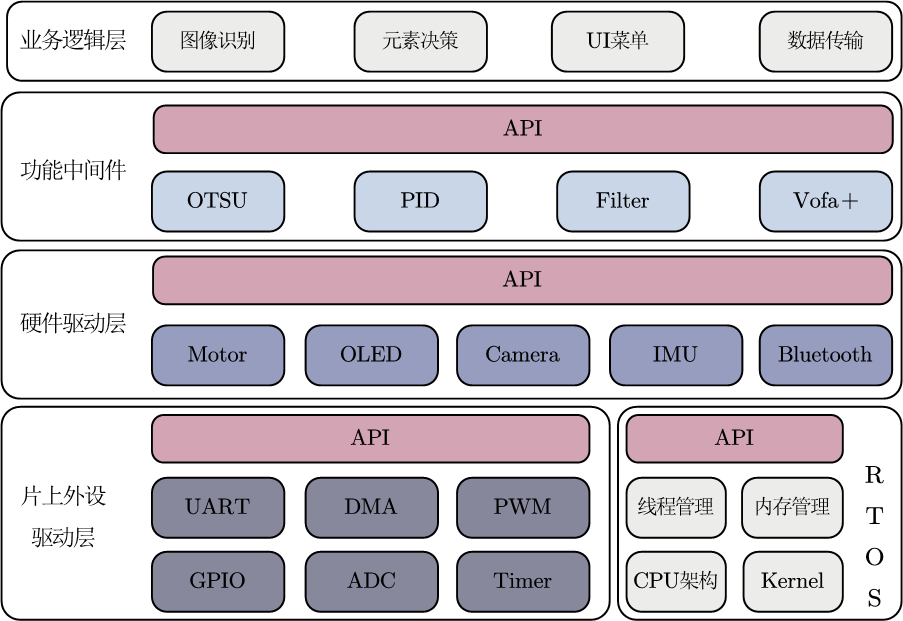 业务逻辑层
图像识别
元素决策
UI菜单
数据传输
功能中间件
API
OTSU
PID
Filter
Vofa+
硬件驱动层
API
Motor
OLED
Camera
IMU
Bluetooth
片上外设
驱动层
API
UART
DMA
PWM
GPIO
ADC
Timer
API
线程管理
内存管理
CPU架构
Kernel
R
T
O
S